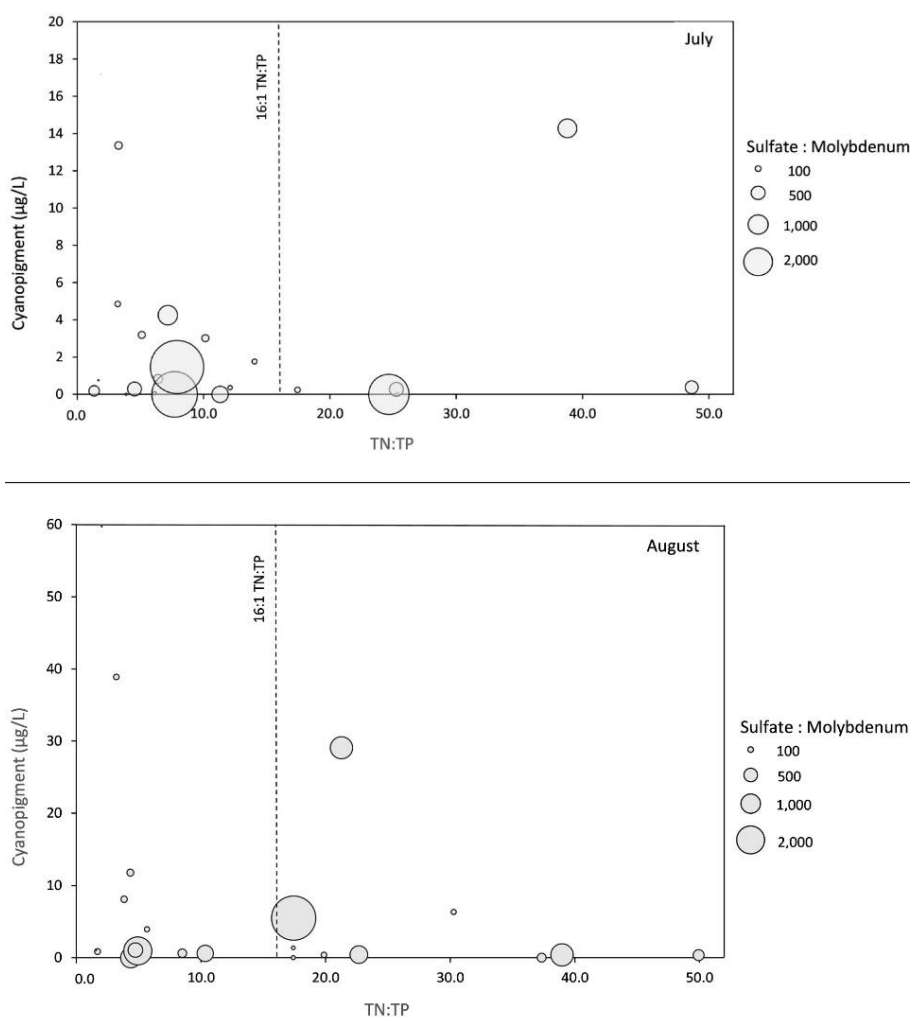 20
July
18
16
14
12
10
8
6
4
2
0
Cyanopigment (µg/L)
16:1 TN:TP
Sulfate : Molybdenum
100
500
1,000
2,000
0.0 10.0 20.0 30.0 40.0 50.0
TN:TP
60
August
50
40
30
20
10
0
Cyanopigment (µg/L)
16:1 TN:TP
Sulfate : Molybdenum
100
500
1,000
2,000
0.0 10.0 20.0 30.0 40.0 50.0
TN:TP